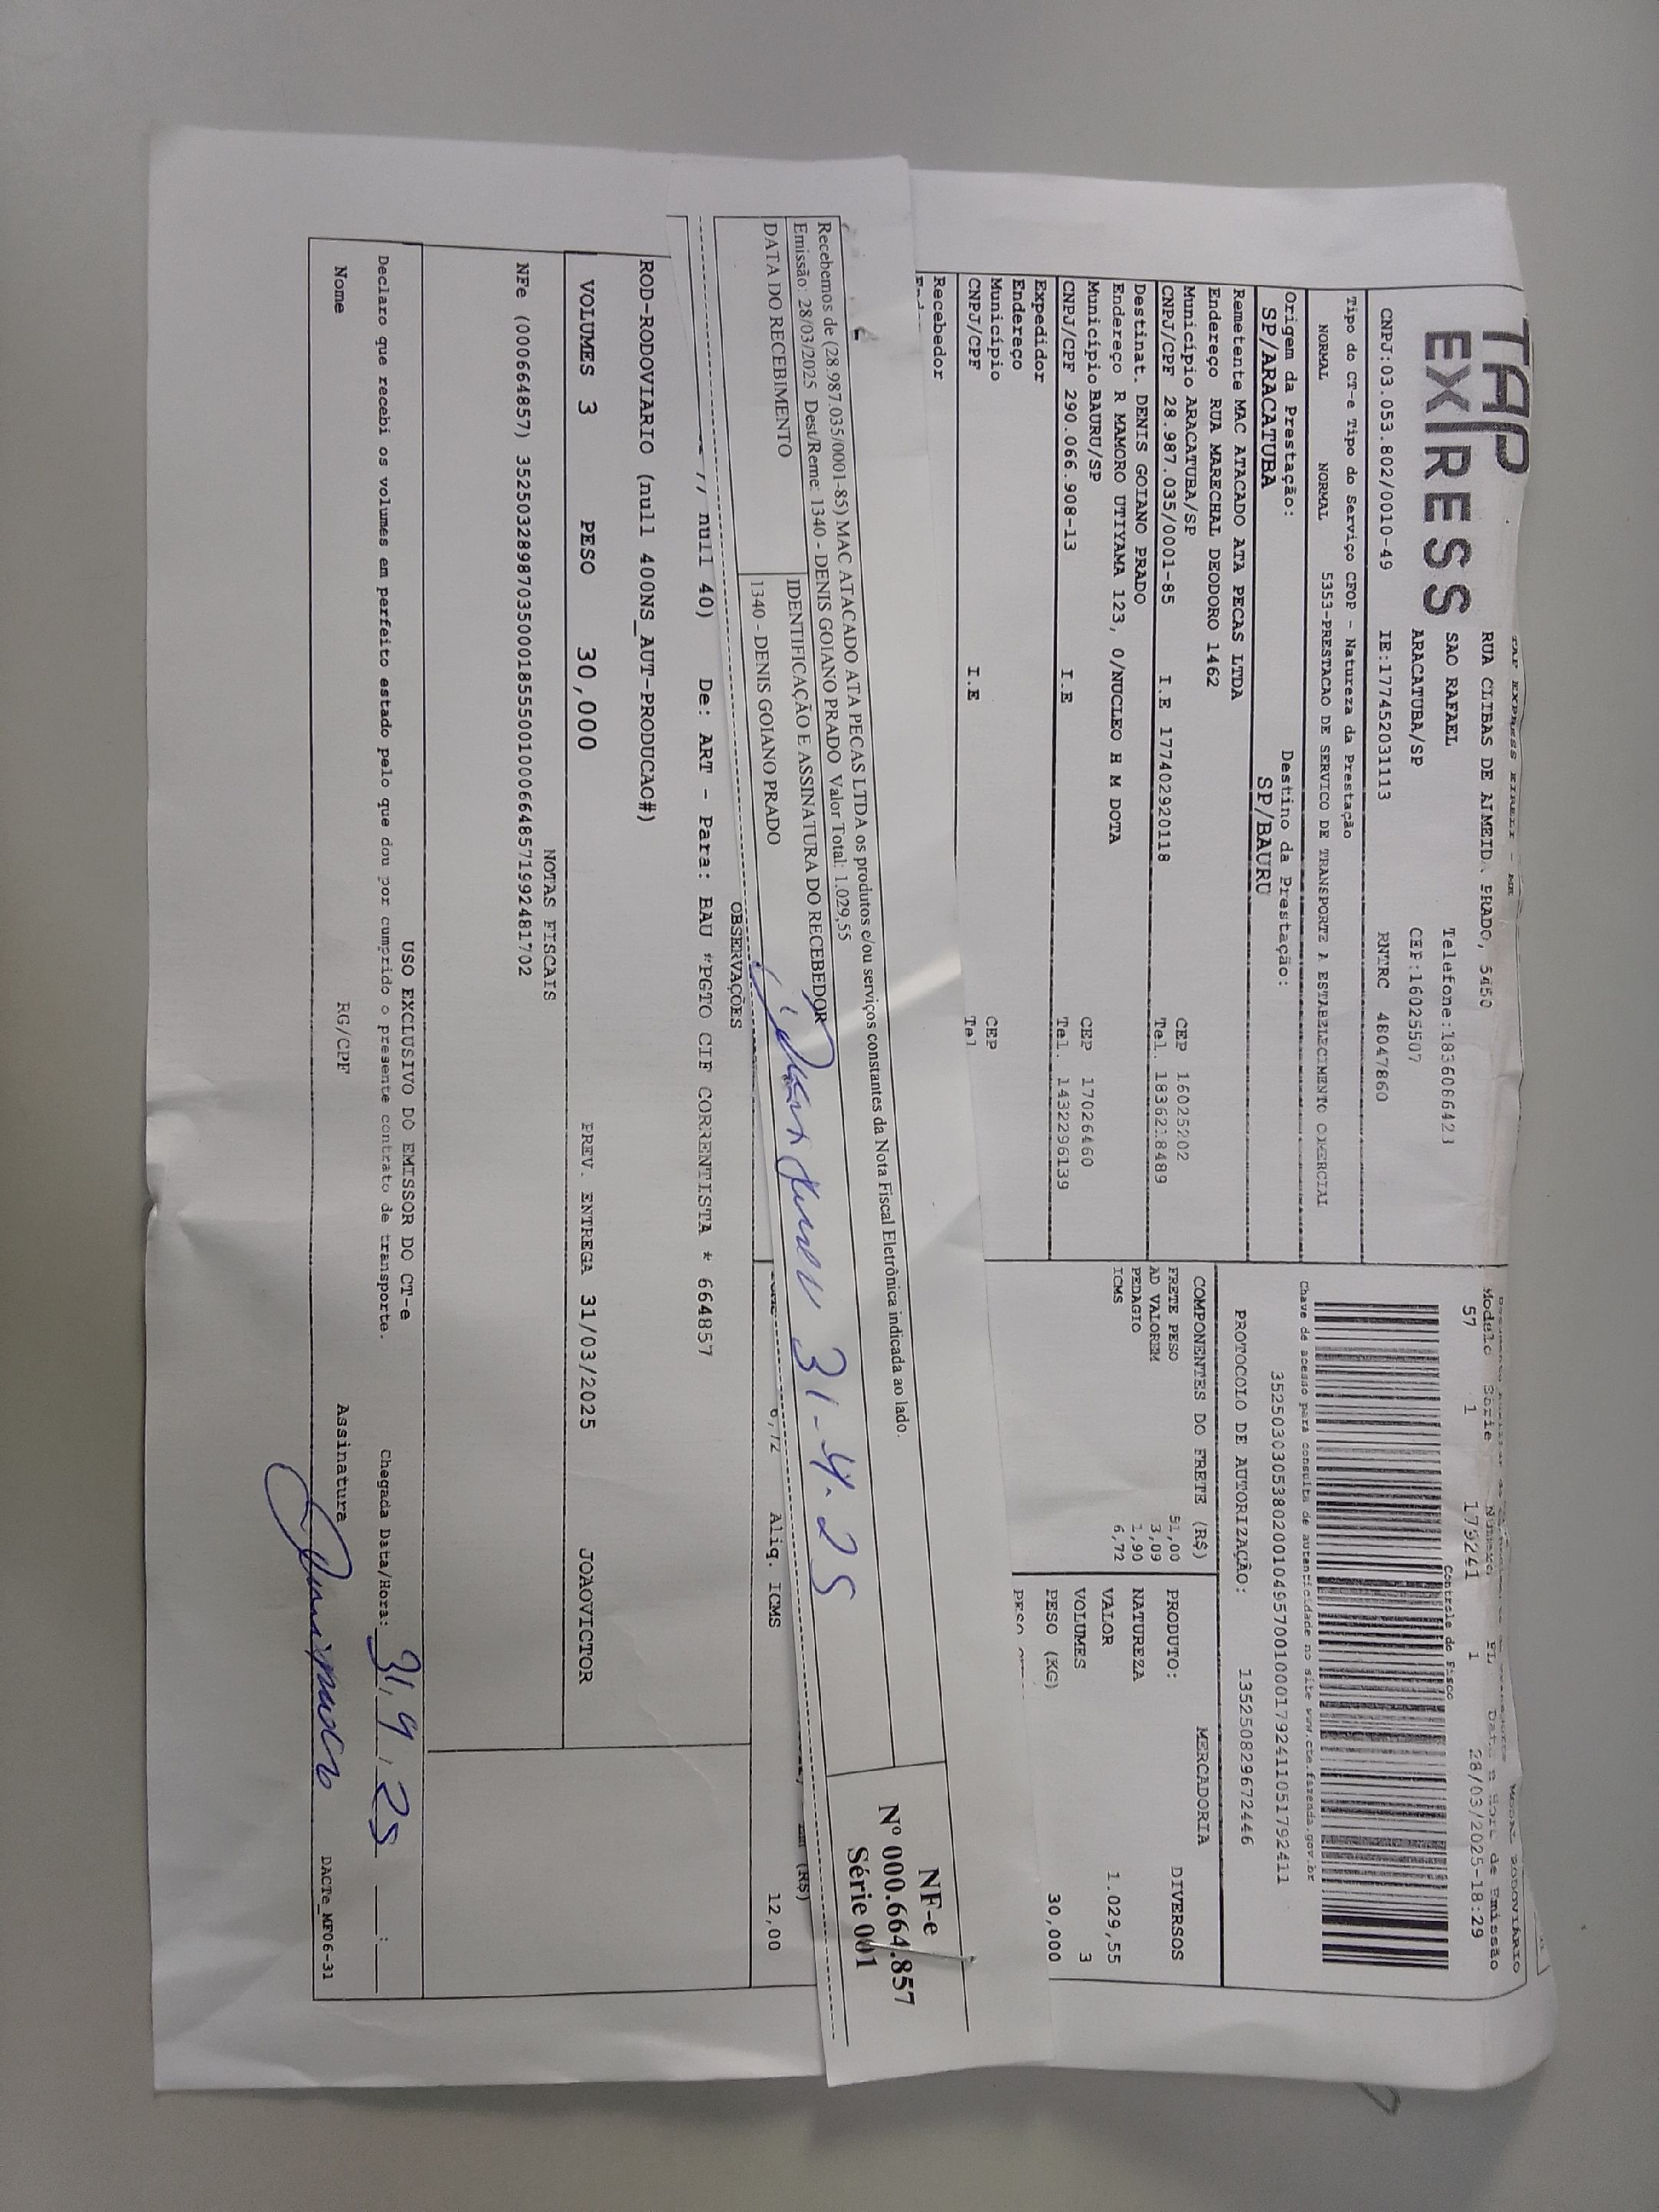 TAP
EXPRESS
RUA CLIBAS DE ALMEID. PRADO, 5450
SAO RAFAEL Telefone:1836086421
ARACATUBA/SP CEP:16025507
CNPJ:03.053.802/0010-49 IE:177452031113 RNTRC 48047860
Tipo do CT-e Tipo do Serviço CFOP - Natureza da Prestação
NORMAL NORMAL 5353-PRESTACAO DE SERVICO DE TRANSPORTE A ESTABELECIMENTO COMERCIAL
Origem da Prestação: Destino da Prestação:
SP/ARACATUBA SP/BAURU
Remetente MAC ATACADO ATA PECAS LTDA
Endereço RUA MARECHAL DEODORO 1462
Município ARACATUBA/SP CEP 16025202
CNPJ/CPF 28.987.035/0001-85 I.E 177402920118 Tel. 1836218489
Destinat. DENIS GOIANO PRADO
Endereço R MAMORO UTIYAMA 123, 0/NUCLEO H M DOTA
Município BAURU/SP CEP 17026460
CNPJ/CPF 290.066.908-13 I.E Tel. 1432296139
Expedidor
Endereço
Município CEP
CNPJ/CPF I.E Tel
Recebedor
Modulo Serie Número FL Data e Hora de Emissão
57 1 179241 1 28/03/2025-18:29
Controle do Fisco
Chave de acesso para consulta de autenticidade no site www.cte.fazenda.gov.br
35250303053802001049570010001792411051792411
PROTOCOLO DE AUTORIZAÇÃO: 135250829672446
COMPONENTES DO FRETE (R$)
FRETE PESO 51,00
AD VALOREM 3,09
PEDAGIO 1,90
ICMS 6,72
MERCADORIA
PRODUTO: DIVERSOS
NATUREZA
VALOR 1.029,55
VOLUMES 3
PESO (KG) 30,000
Recebemos de (28.987.035/0001-85) MAC ATACADO ATA PECAS LTDA os produtos e/ou serviços constantes da Nota Fiscal Eletrônica indicada ao lado.
Emissão: 28/03/2025 Dest/Reme: 1340 - DENIS GOIANO PRADO Valor Total: 1.029,55
DATA DO RECEBIMENTO IDENTIFICAÇÃO E ASSINATURA DO RECEBEDOR
1340 - DENIS GOIANO PRADO
31-4-25
NF-e
Nº 000.664.857
Série 001
6,72 Aliq. ICMS 12,00
(R$)
OBSERVAÇÕES
null 40) De: ART - Para: BAU *PGTO CIF CORRENTISTA * 664857
ROD-RODOVIARIO (null 400NS_AUT-PRODUCAO#)
VOLUMES 3 PESO 30,000 PREV. ENTREGA 31/03/2025 JOAOVICTOR
NOTAS FISCAIS
NFe (000664857) 35250328987035000185550010006648571992481702
USO EXCLUSIVO DO EMISSOR DO CT-e
Declaro que recebi os volumes em perfeito estado pelo que dou por cumprido o presente contrato de transporte. Chegada Data/Hora: 31,4,25 __:__
Nome RG/CPF Assinatura DACTe_MF06-31